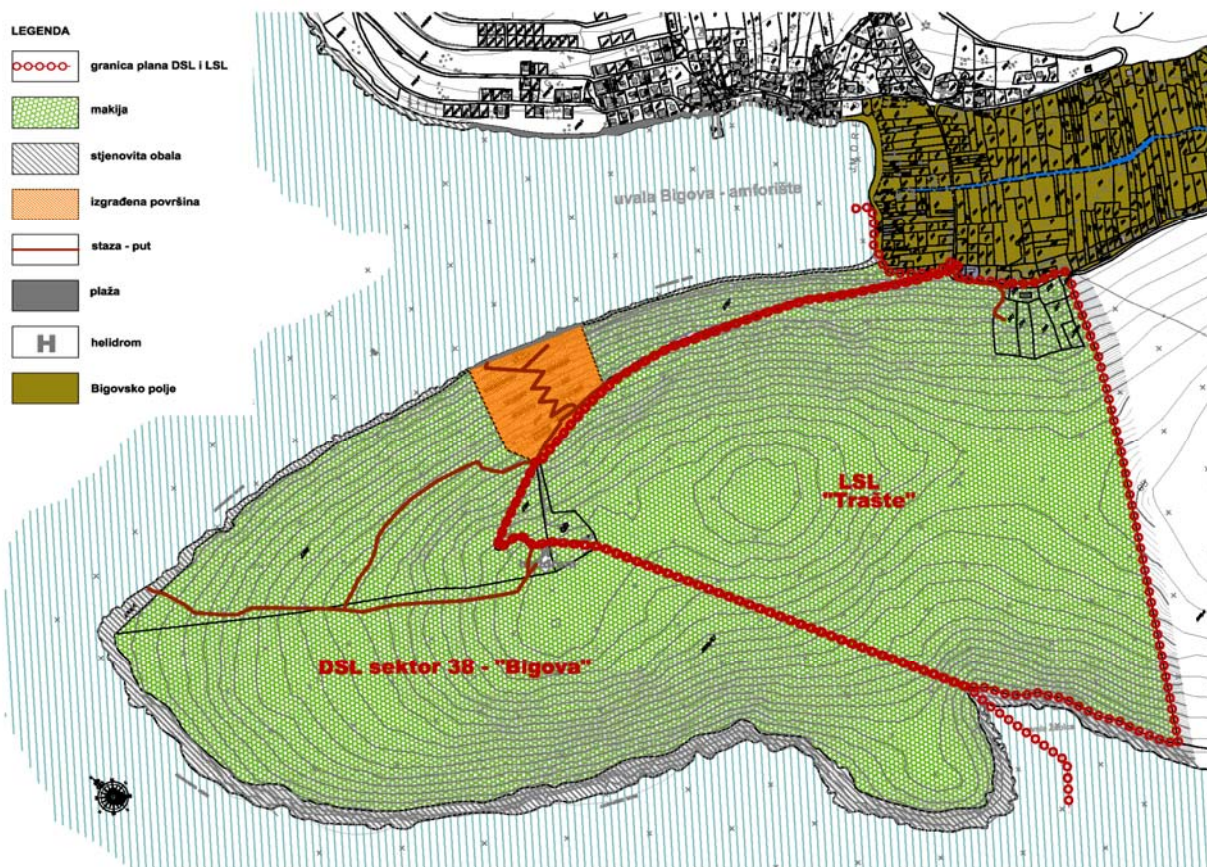 LEGENDA
granica plana DSL i LSL
makija
stjenovita obala
izgrađena površina
staza - put
plaža
H
helidrom
Bigovsko polje
uvala Bigova - amforište
J.M.D.R.
LSL
"Trašte"
DSL sektor 38 - "Bigova"